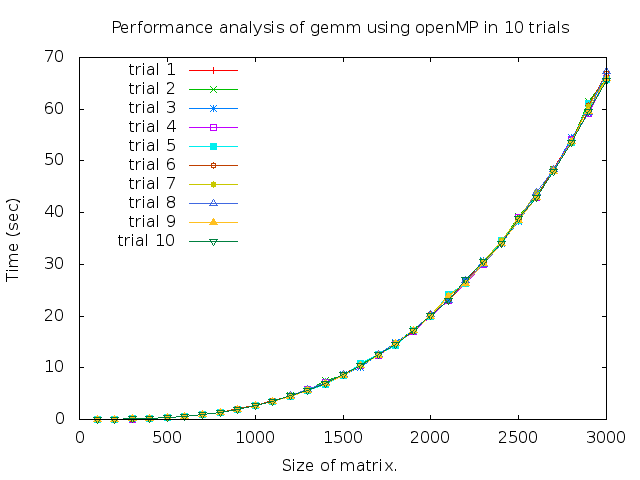 Performance analysis of gemm using openMP in 10 trials
70
60
50
40
30
20
10
0
Time (sec)
trial 1
trial 2
trial 3
trial 4
trial 5
trial 6
trial 7
trial 8
trial 9
trial 10
0 500 1000 1500 2000 2500 3000
Size of matrix.